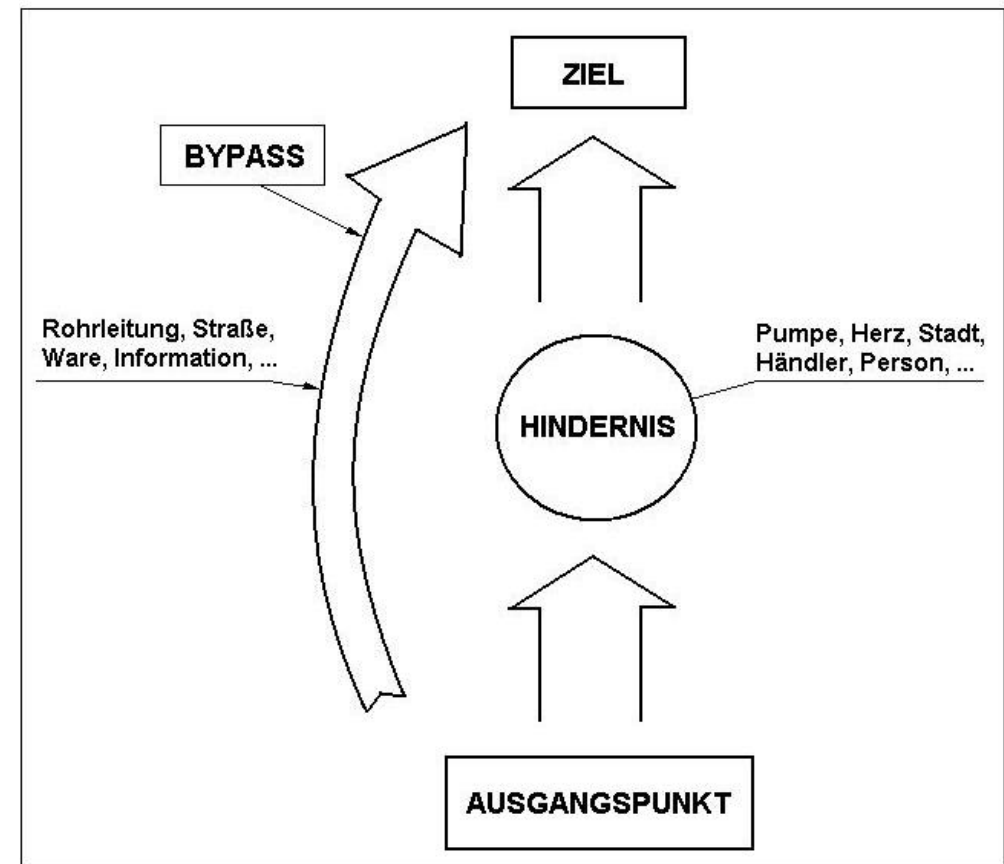 ZIEL
BYPASS
Rohrleitung, Straße,
Ware, Information, ...
Pumpe, Herz, Stadt,
Händler, Person, ...
HINDERNIS
AUSGANGSPUNKT